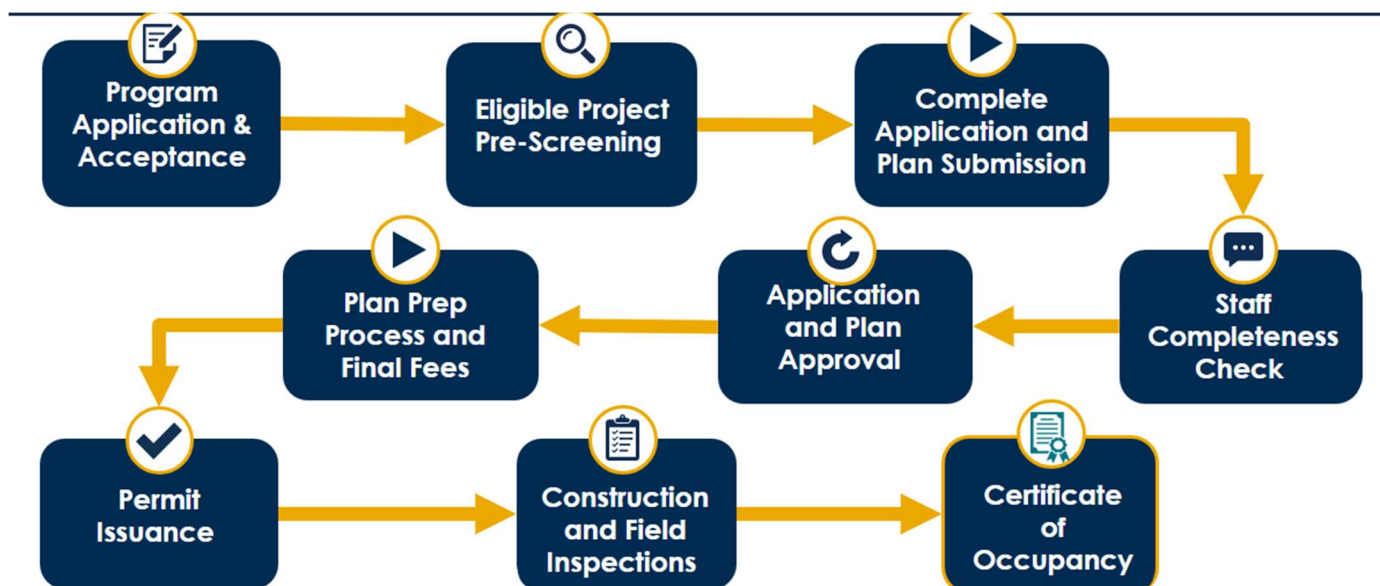 Program
Application &
Acceptance
Eligible Project
Pre-Screening
Complete
Application and
Plan Submission
Staff
Completeness
Check
Application
and Plan
Approval
Plan Prep
Process and
Final Fees
Permit
Issuance
Construction
and Field
Inspections
Certificate
of
Occupancy